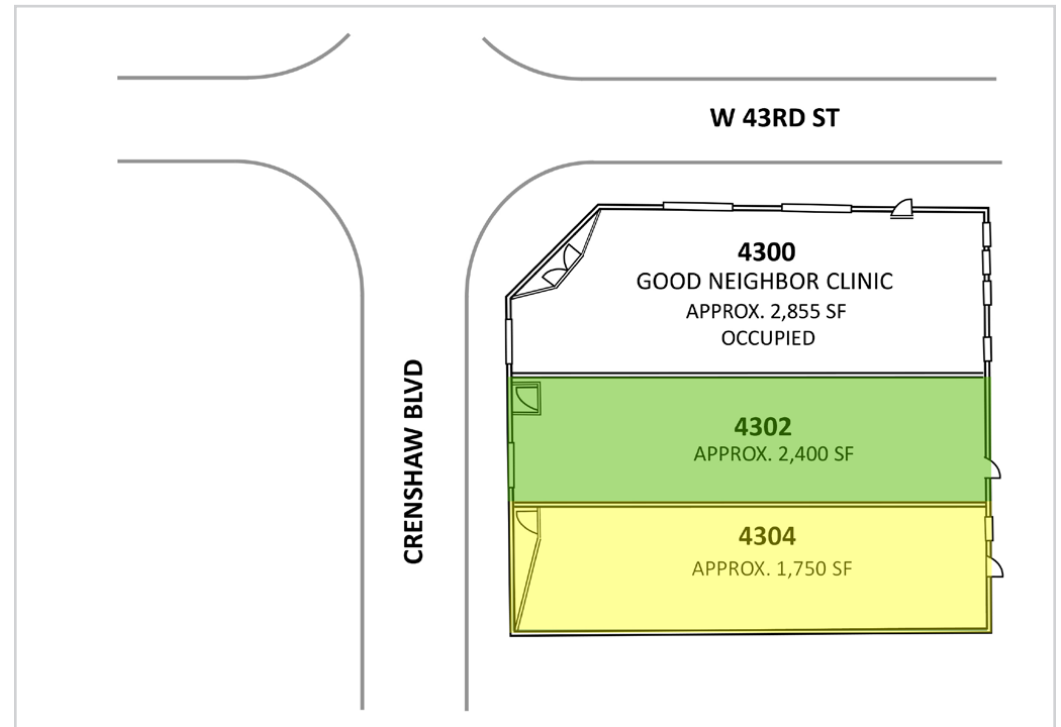 W 43RD ST
4300
GOOD NEIGHBOR CLINIC
APPROX. 2,855 SF
OCCUPIED
CRENSHAW BLVD
4302
APPROX. 2,400 SF
4304
APPROX. 1,750 SF